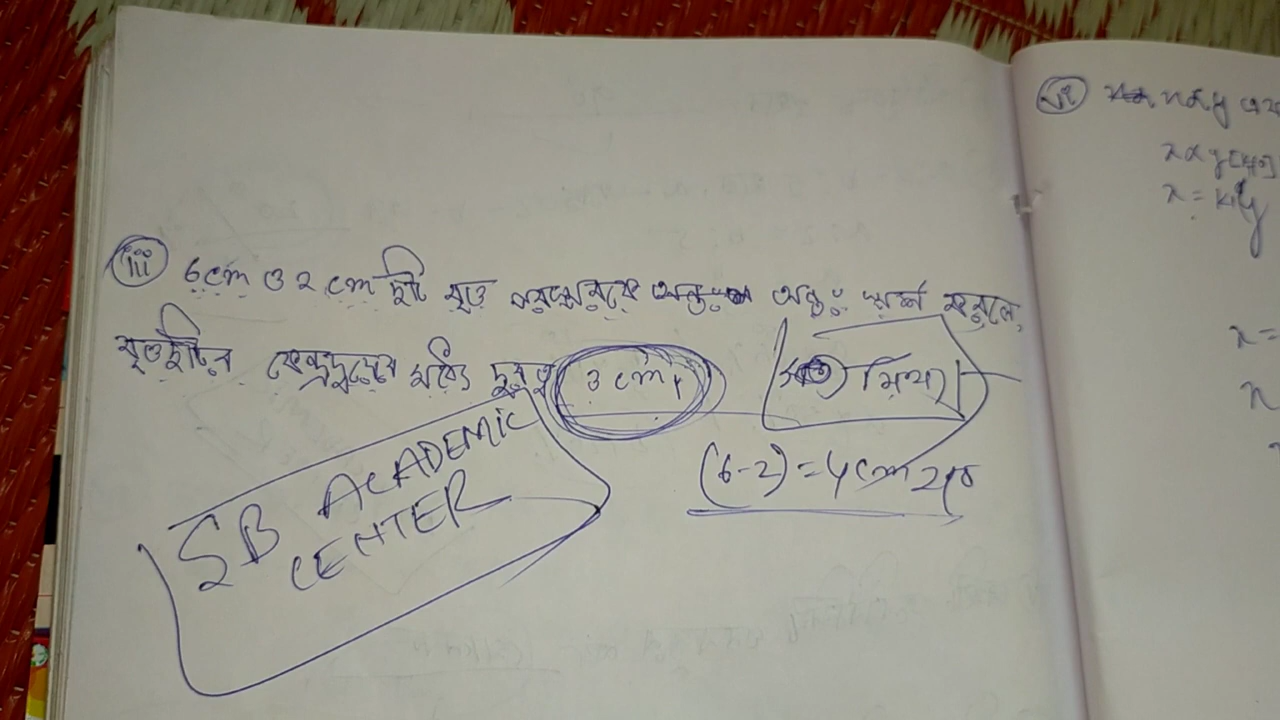 iii 6cm ও ২ cm দুটি বৃত্ত পরস্পরকে অন্তঃস্পর্শ করলে,
বৃত্তদুটির কেন্দ্রদ্বয়ের মধ্যে দূরত্ব 3 cm,
মিথ্যা
(6-2)=4cm হবে
SB ACADEMIC
CENTER
vi
x=ky
x=
x